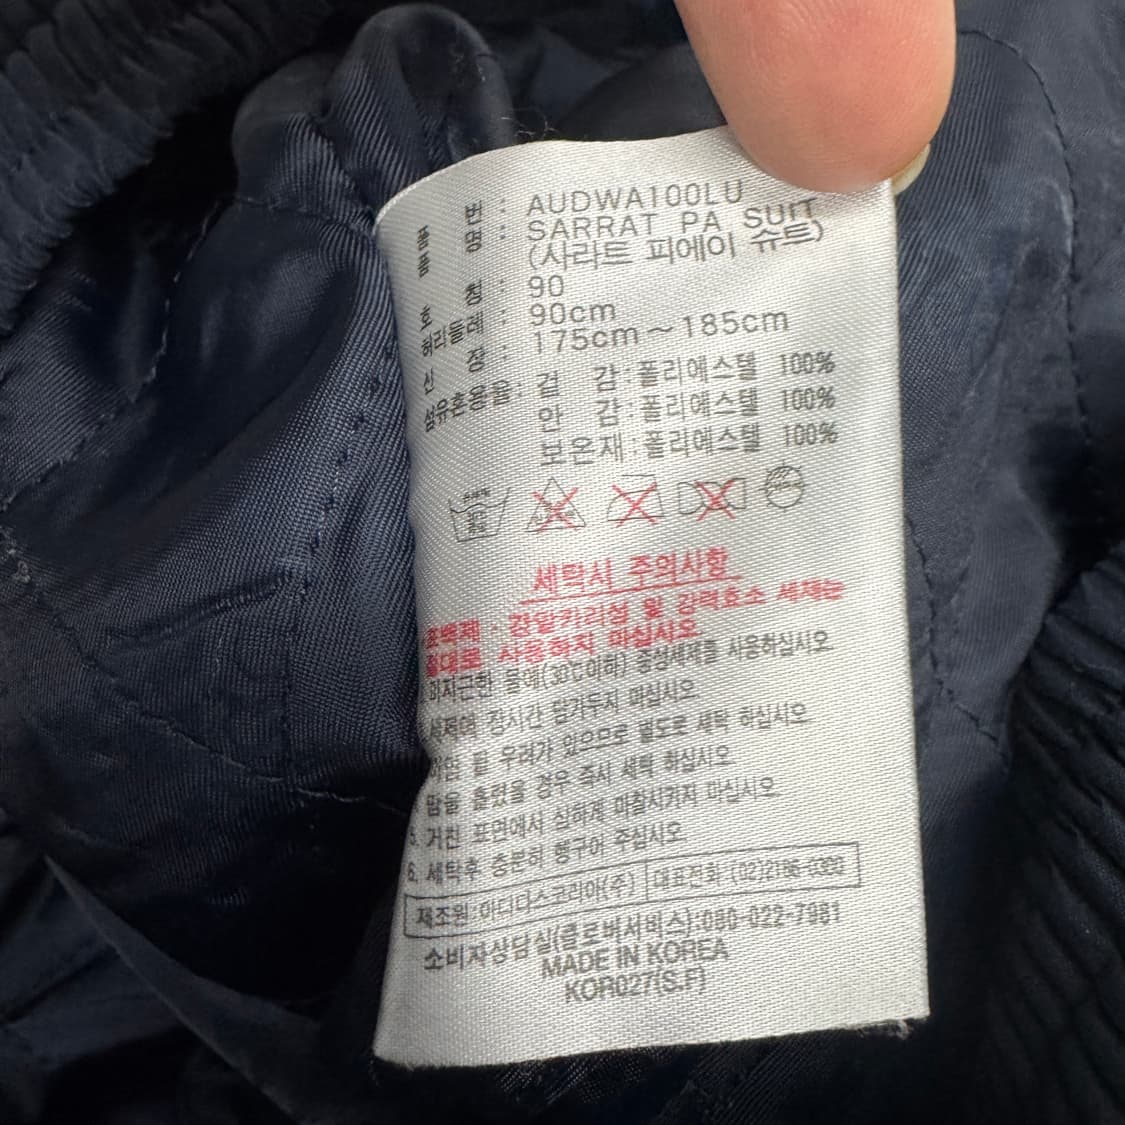 품 번 : AUDWA100LU
품 명 : SARRAT PA SUIT
(사라트 피에이 슈트)
호 칭 : 90
허리둘레 : 90cm
신 장 : 175cm~185cm
섬유혼용율 : 겉 감 : 폴리에스텔 100%
안 감 : 폴리에스텔 100%
보온재 : 폴리에스텔 100%
세탁시 주의사항
표백제 · 강알카리성 및 강력효소 세제는
절대로 사용하지 마십시오
미지근한 물에(30℃이하) 중성세제를 사용하십시오
세제에 장시간 담가두지 마십시오
물 우려가 있으므로 별도로 세탁 하십시오
땀을 흘렸을 경우 즉시 세탁 하십시오
5. 거친 표면에서 심하게 마찰시키지 마십시오
6. 세탁후 충분히 헹구어 주십시오
제조원:아디다스코리아(주) 대표전화 (02)2186-0300
소비자상담실(클로버서비스):080-022-7981
MADE IN KOREA
KOR027(S.F)